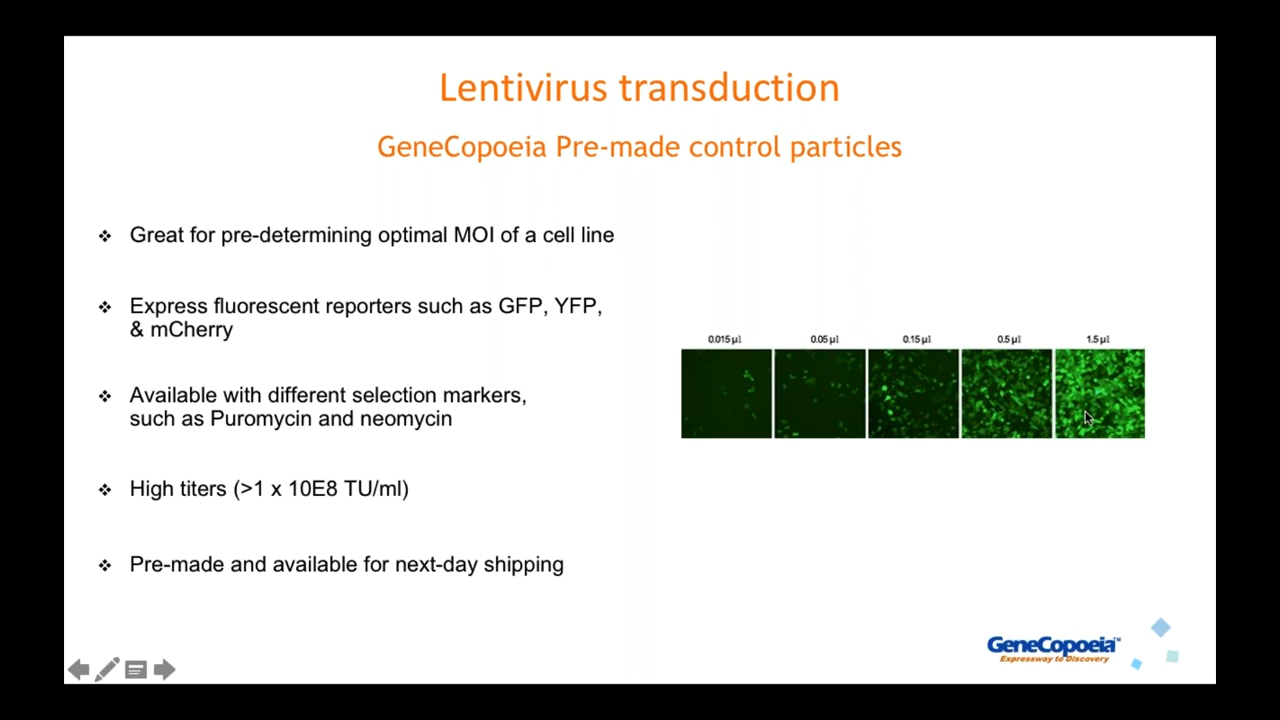 Lentivirus transduction
GeneCopoeia Pre-made control particles
❖ Great for pre-determining optimal MOI of a cell line
❖ Express fluorescent reporters such as GFP, YFP,
& mCherry
❖ Available with different selection markers,
such as Puromycin and neomycin
❖ High titers (>1 x 10E8 TU/ml)
❖ Pre-made and available for next-day shipping
0.015 µl 0.05 µl 0.15 µl 0.5 µl 1.5 µl
GeneCopoeia™
Expressway to Discovery